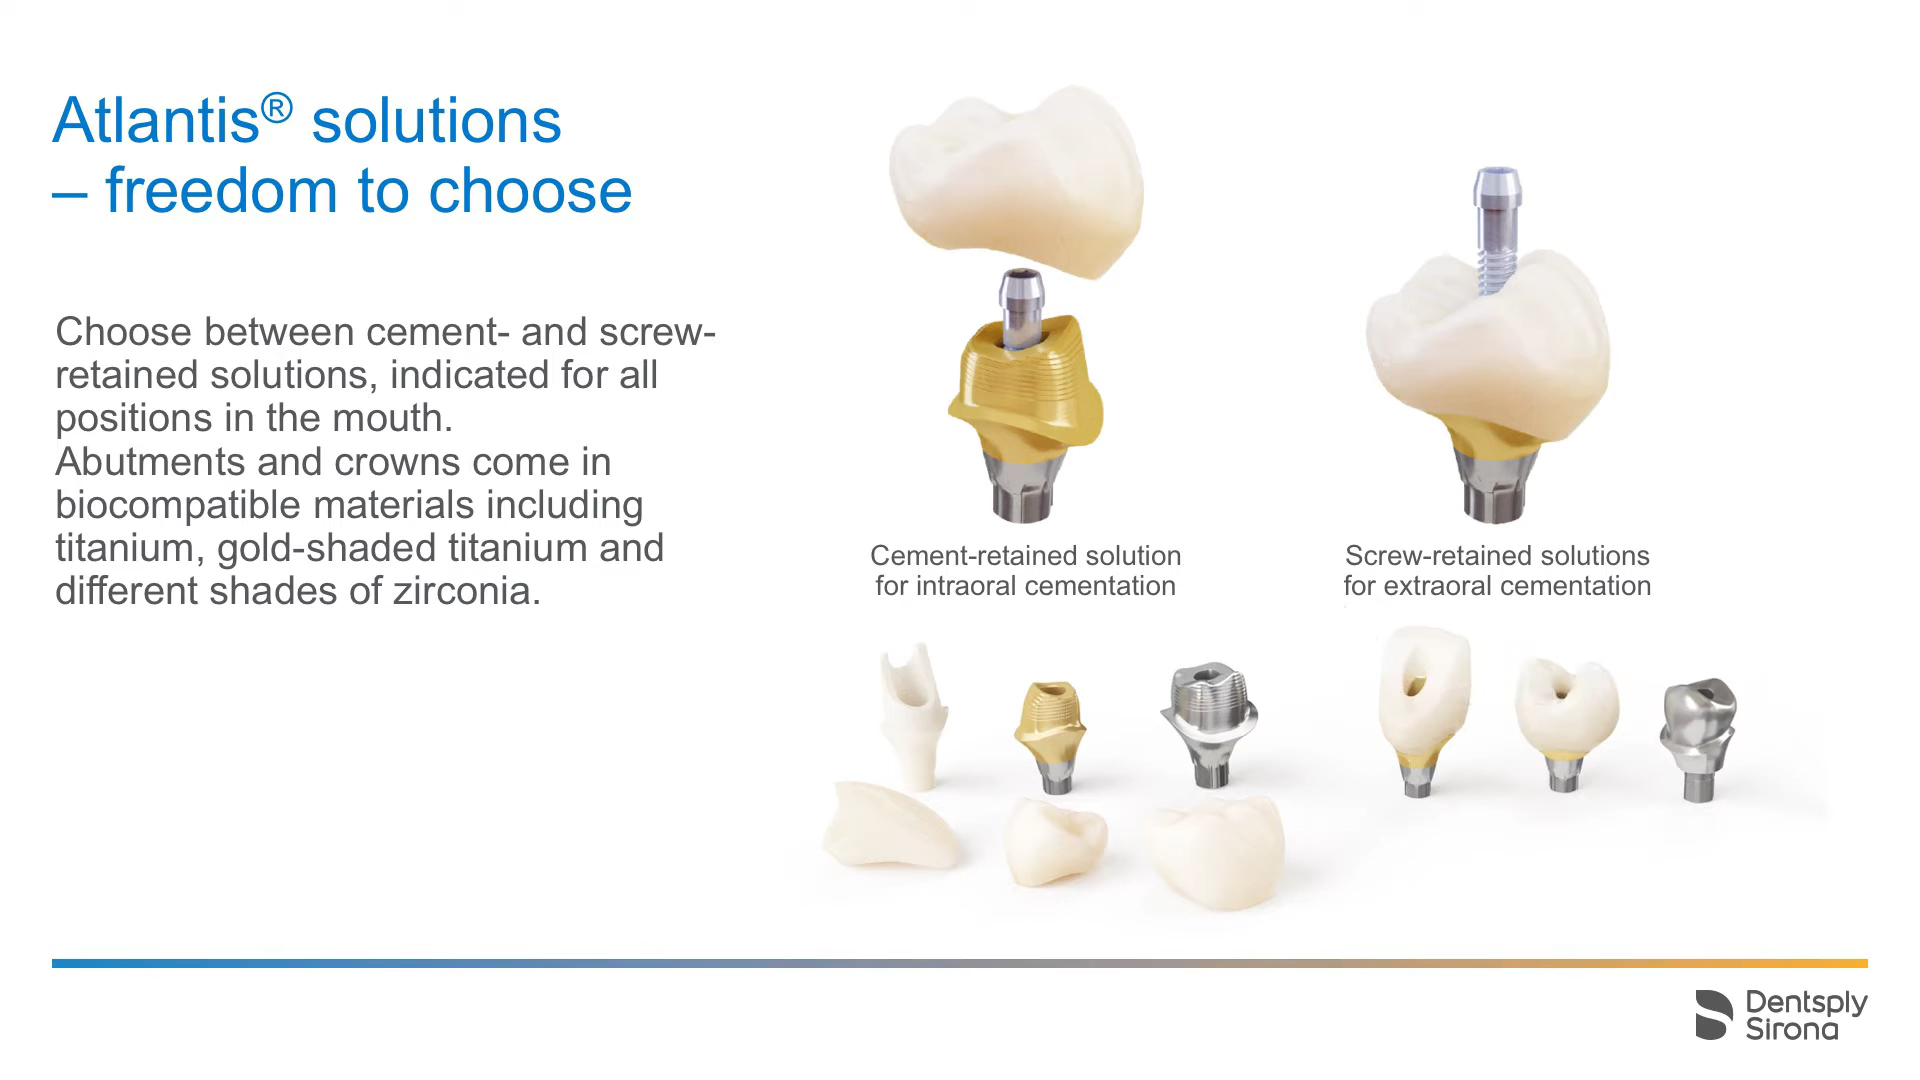 Atlantis® solutions
– freedom to choose
Choose between cement- and screw-
retained solutions, indicated for all
positions in the mouth.
Abutments and crowns come in
biocompatible materials including
titanium, gold-shaded titanium and
different shades of zirconia.
Cement-retained solution
for intraoral cementation
Screw-retained solutions
for extraoral cementation
Dentsply
Sirona